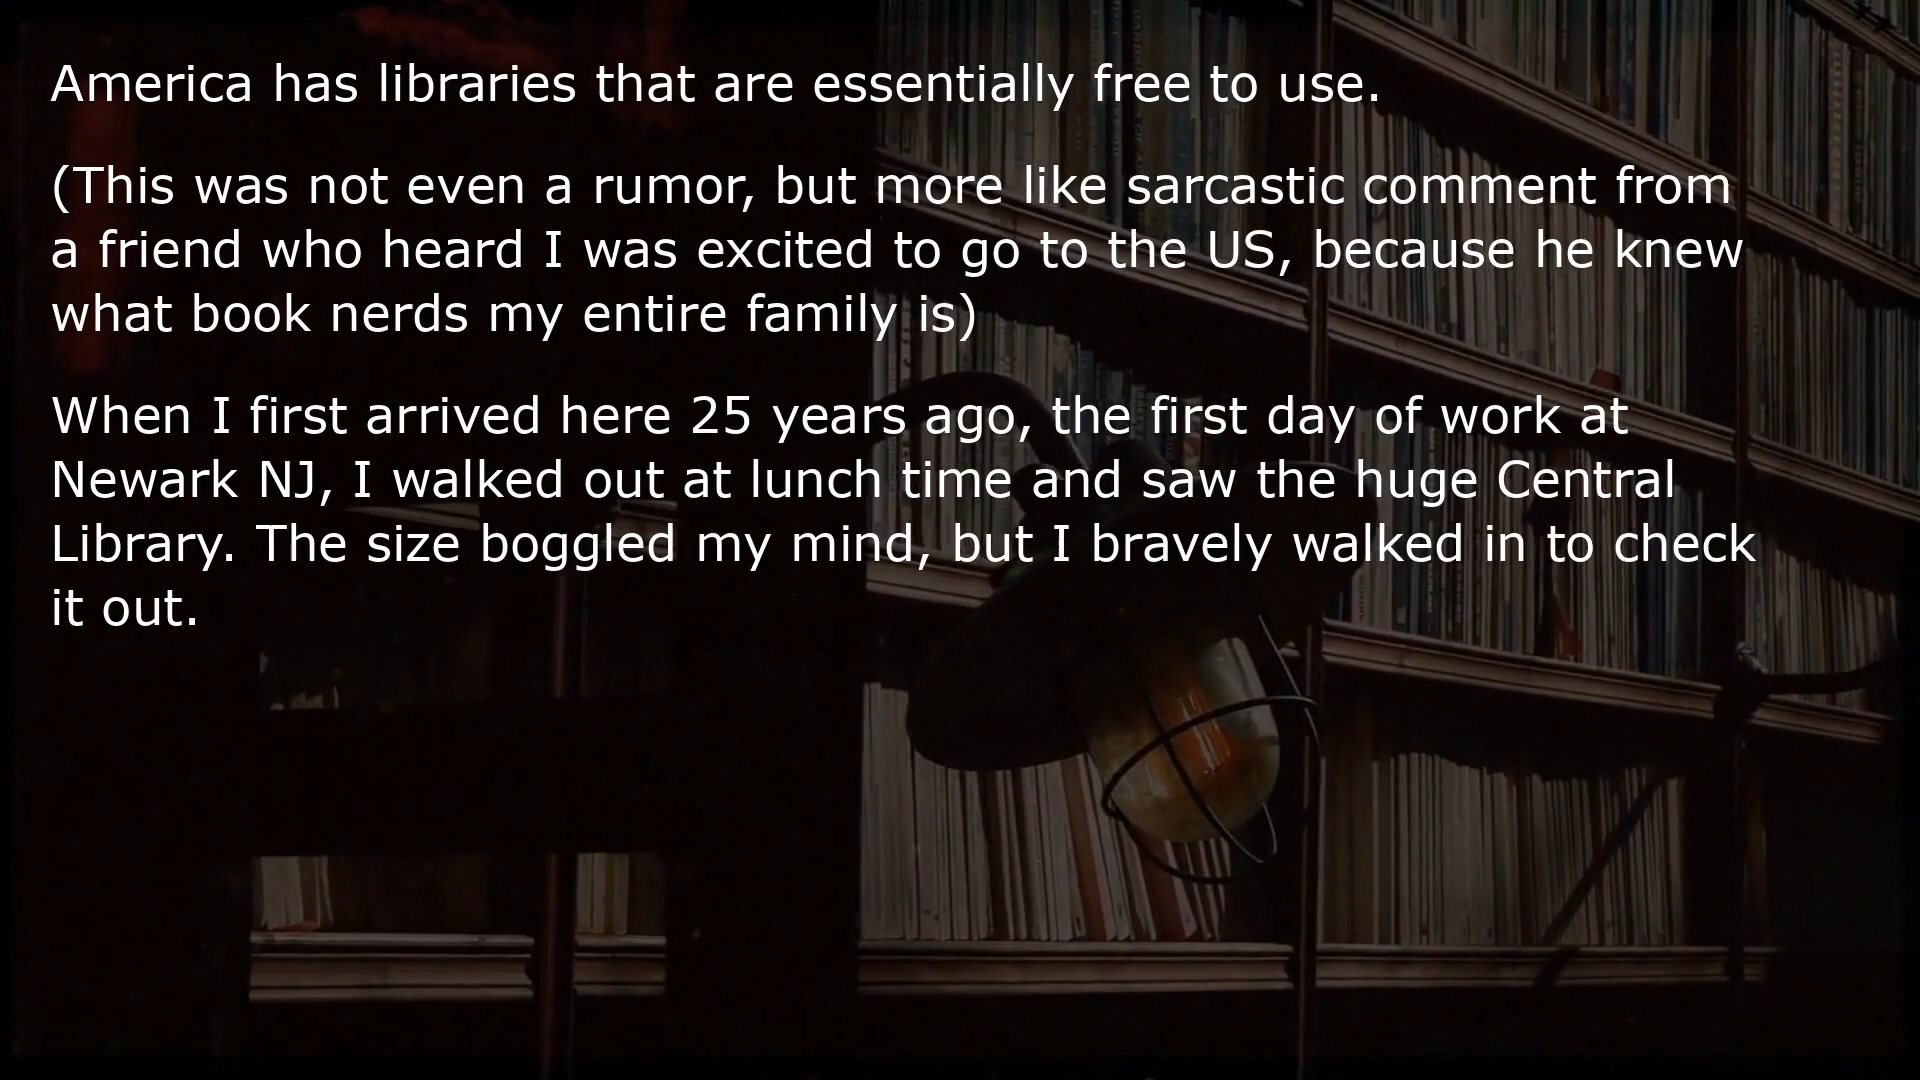 America has libraries that are essentially free to use.
(This was not even a rumor, but more like sarcastic comment from
a friend who heard I was excited to go to the US, because he knew
what book nerds my entire family is)
When I first arrived here 25 years ago, the first day of work at
Newark NJ, I walked out at lunch time and saw the huge Central
Library. The size boggled my mind, but I bravely walked in to check
it out.